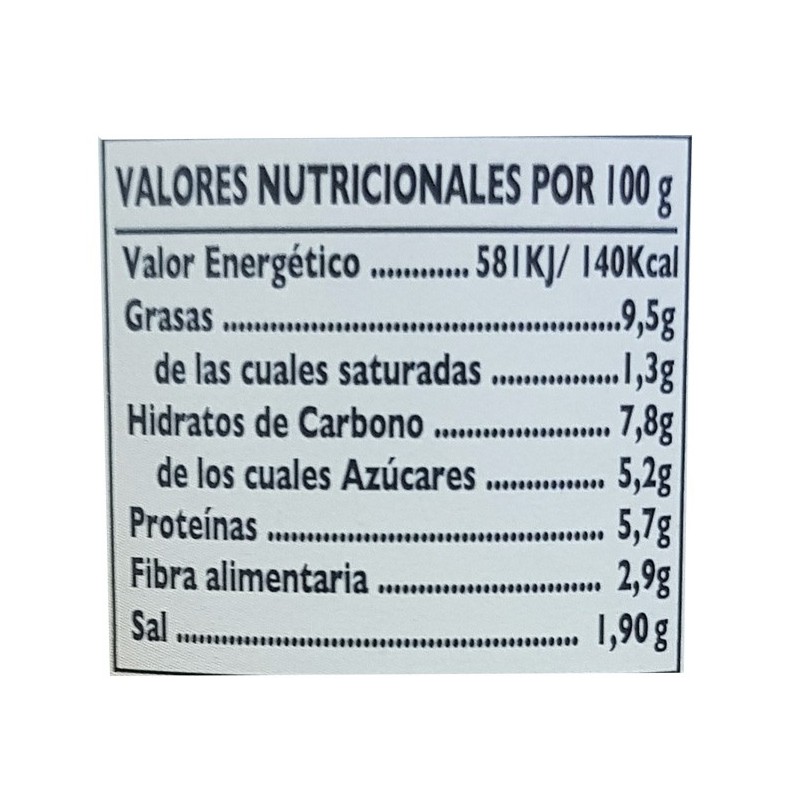 VALORES NUTRICIONALES POR 100 g
Valor Energético ............ 581KJ/ 140Kcal
Grasas ..........................................9,5g
de las cuales saturadas ................1,3g
Hidratos de Carbono ..................... 7,8g
de los cuales Azúcares ............... 5,2g
Proteínas ....................................... 5,7g
Fibra alimentaria ........................... 2,9g
Sal ................................................ 1,90 g